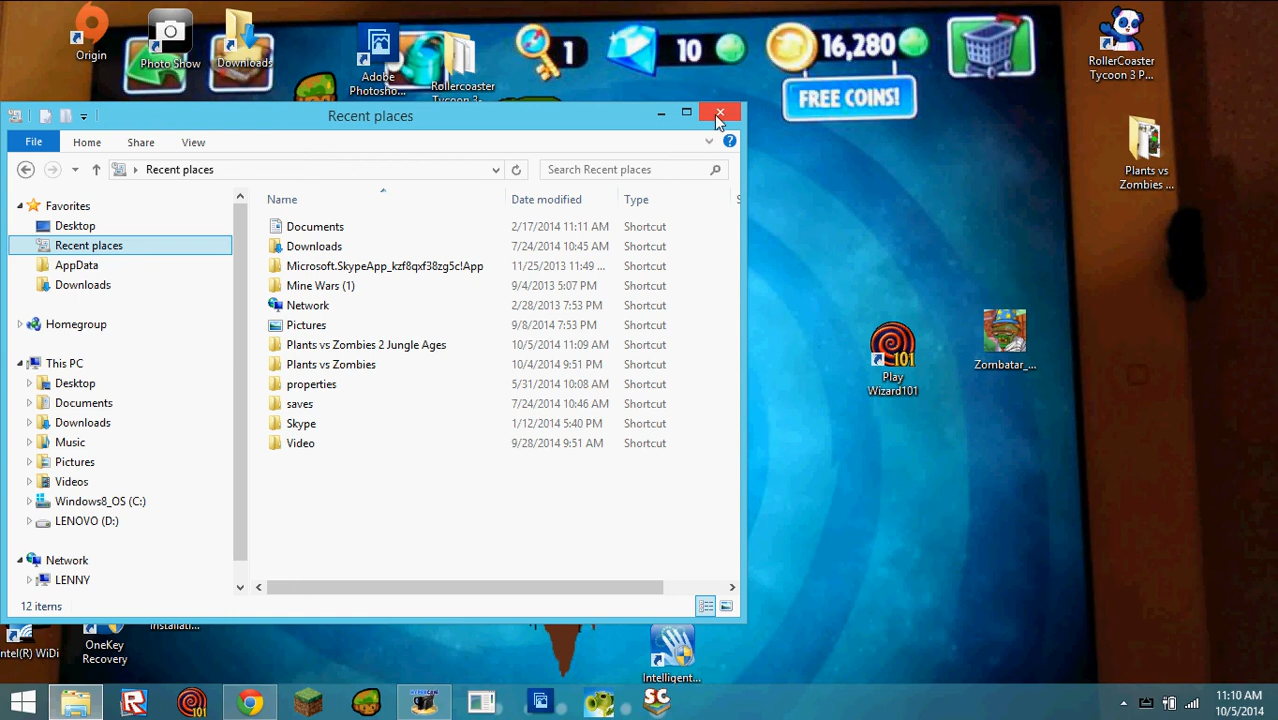 Origin
Photo Show
Downloads
Adobe
Photosho...
Rollercoaster
Tycoon 3-
1
10
16,280
FREE COINS!
RollerCoaster
Tycoon 3 P...
Plants vs
Zombies ...
Recent places
File
Home
Share
View
Recent places
Search Recent places
Favorites
Desktop
Recent places
AppData
Downloads
Homegroup
This PC
Desktop
Documents
Downloads
Music
Pictures
Videos
Windows8_OS (C:)
LENOVO (D:)
Network
LENNY
Name Date modified Type S
Documents 2/17/2014 11:11 AM Shortcut
Downloads 7/24/2014 10:45 AM Shortcut
Microsoft.SkypeApp_kzf8qxf38zg5c!App 11/25/2013 11:49 ... Shortcut
Mine Wars (1) 9/4/2013 5:07 PM Shortcut
Network 2/28/2013 7:53 PM Shortcut
Pictures 9/8/2014 7:53 PM Shortcut
Plants vs Zombies 2 Jungle Ages 10/5/2014 11:09 AM Shortcut
Plants vs Zombies 10/4/2014 9:51 PM Shortcut
properties 5/31/2014 10:08 AM Shortcut
saves 7/24/2014 10:46 AM Shortcut
Skype 1/12/2014 5:40 PM Shortcut
Video 9/28/2014 9:51 AM Shortcut
12 items
101
Play
Wizard101
Zombatar_...
Intel(R) WiDi
OneKey
Recovery
Installati...
Intelligent...
101
SC
11:10 AM
10/5/2014